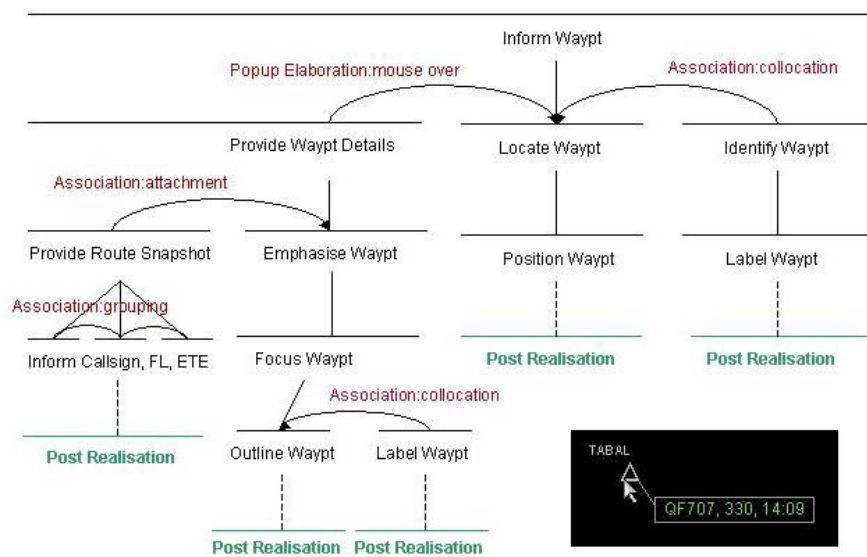 Inform Waypt
Popup Elaboration:mouse over
Association:collocation
Provide Waypt Details
Locate Waypt
Identify Waypt
Association:attachment
Provide Route Snapshot
Emphasise Waypt
Position Waypt
Label Waypt
Association:grouping
Inform Callsign, FL, ETE
Focus Waypt
Post Realisation
Post Realisation
Association:collocation
Post Realisation
Outline Waypt
Label Waypt
TABAL
QF707, 330, 14:09
Post Realisation
Post Realisation